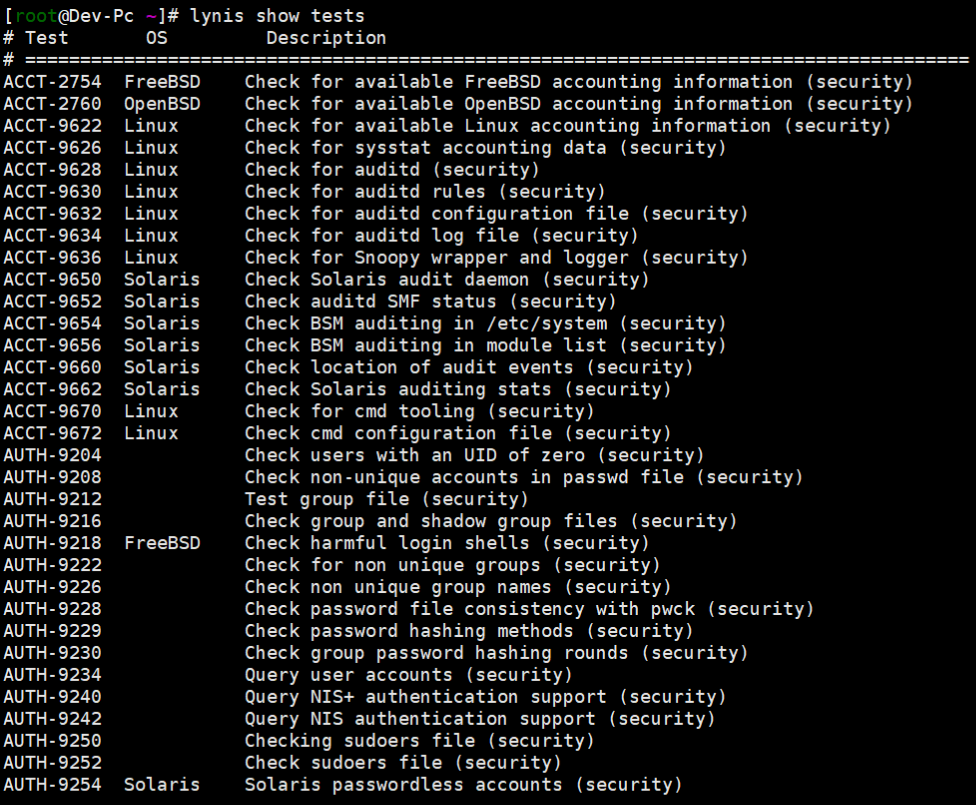 [root@Dev-Pc ~]# lynis show tests
# Test       OS         Description
# ======================================================================================
ACCT-2754  FreeBSD    Check for available FreeBSD accounting information (security)
ACCT-2760  OpenBSD    Check for available OpenBSD accounting information (security)
ACCT-9622  Linux      Check for available Linux accounting information (security)
ACCT-9626  Linux      Check for sysstat accounting data (security)
ACCT-9628  Linux      Check for auditd (security)
ACCT-9630  Linux      Check for auditd rules (security)
ACCT-9632  Linux      Check for auditd configuration file (security)
ACCT-9634  Linux      Check for auditd log file (security)
ACCT-9636  Linux      Check for Snoopy wrapper and logger (security)
ACCT-9650  Solaris    Check Solaris audit daemon (security)
ACCT-9652  Solaris    Check auditd SMF status (security)
ACCT-9654  Solaris    Check BSM auditing in /etc/system (security)
ACCT-9656  Solaris    Check BSM auditing in module list (security)
ACCT-9660  Solaris    Check location of audit events (security)
ACCT-9662  Solaris    Check Solaris auditing stats (security)
ACCT-9670  Linux      Check for cmd tooling (security)
ACCT-9672  Linux      Check cmd configuration file (security)
AUTH-9204             Check users with an UID of zero (security)
AUTH-9208             Check non-unique accounts in passwd file (security)
AUTH-9212             Test group file (security)
AUTH-9216             Check group and shadow group files (security)
AUTH-9218  FreeBSD    Check harmful login shells (security)
AUTH-9222             Check for non unique groups (security)
AUTH-9226             Check non unique group names (security)
AUTH-9228             Check password file consistency with pwck (security)
AUTH-9229             Check password hashing methods (security)
AUTH-9230             Check group password hashing rounds (security)
AUTH-9234             Query user accounts (security)
AUTH-9240             Query NIS+ authentication support (security)
AUTH-9242             Query NIS authentication support (security)
AUTH-9250             Checking sudoers file (security)
AUTH-9252             Check sudoers file (security)
AUTH-9254  Solaris    Solaris passwordless accounts (security)